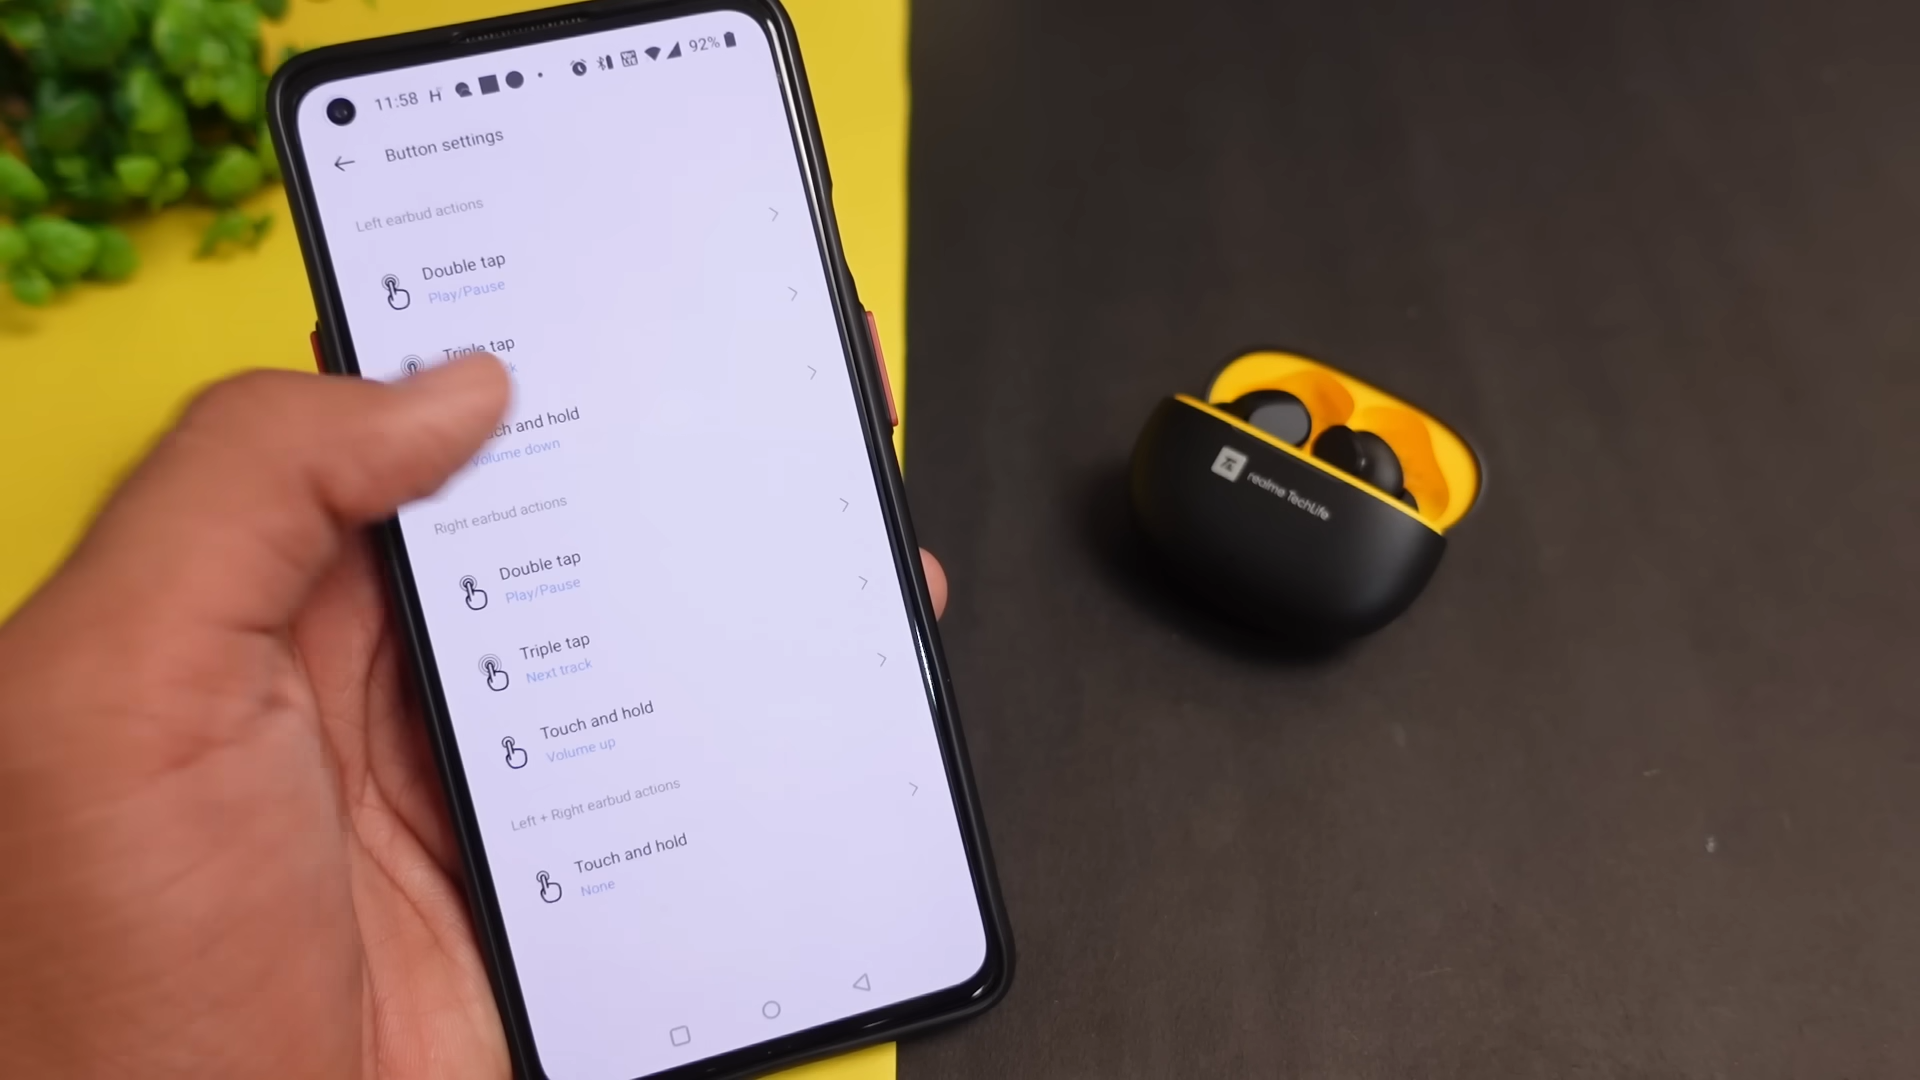 11:58
92%
Button settings
Left earbud actions
Double tap
Play/Pause
Triple tap
and hold
Volume down
Right earbud actions
Double tap
Play/Pause
Triple tap
Next track
Touch and hold
Volume up
Left + Right earbud actions
Touch and hold
None
realme TechLife